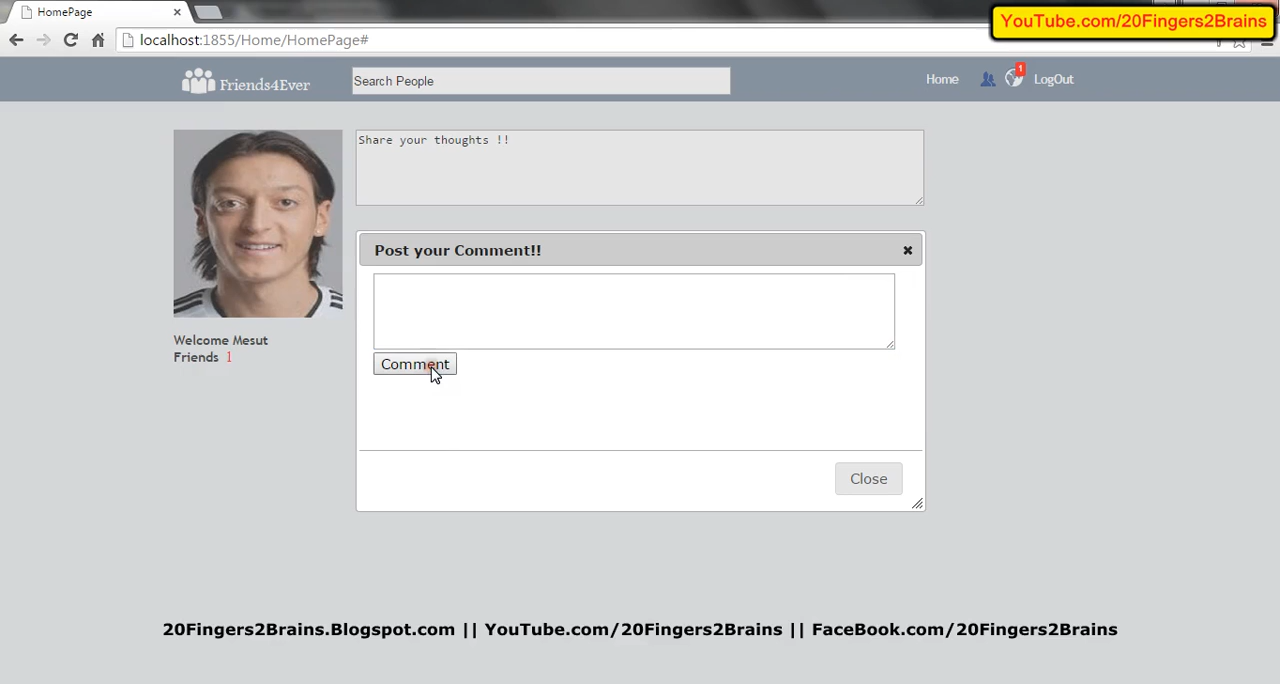 HomePage
YouTube.com/20Fingers2Brains
localhost:1855/Home/HomePage#
Friends4Ever
Search People
Home
1
LogOut
Share your thoughts !!
Post your Comment!!
Comment
Welcome Mesut
Friends 1
Close
20Fingers2Brains.Blogspot.com || YouTube.com/20Fingers2Brains || FaceBook.com/20Fingers2Brains